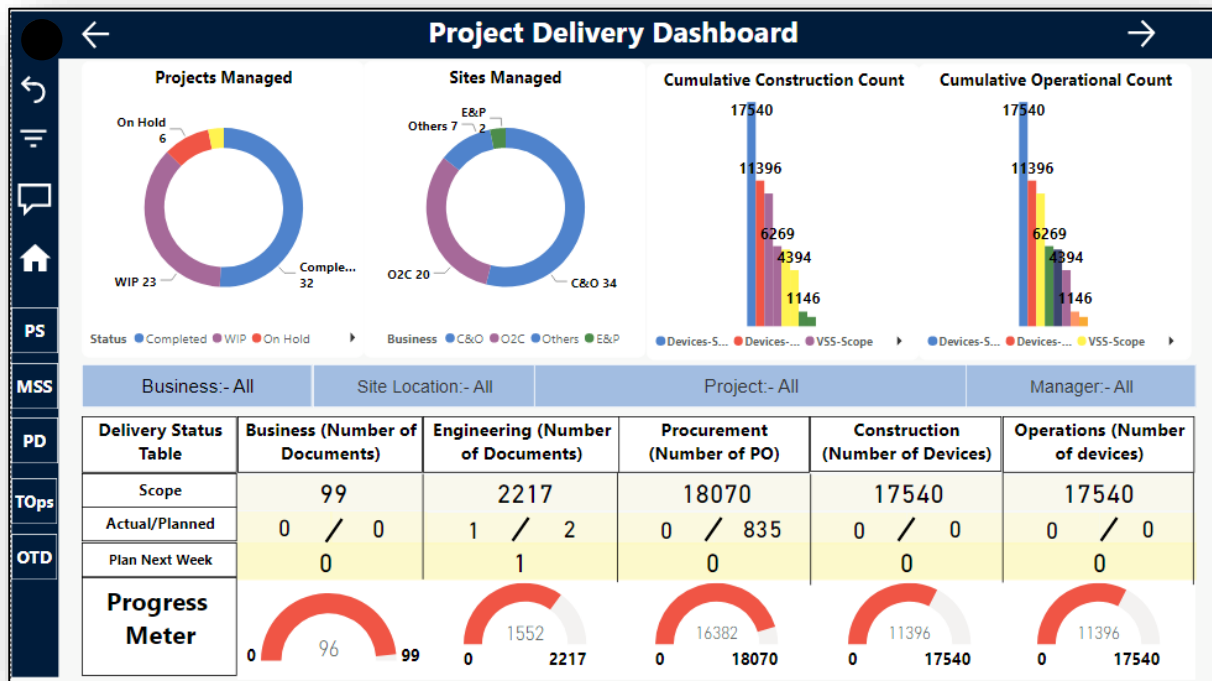 Project Delivery Dashboard
Projects Managed
On Hold
6
WIP 23
Comple...
32
Status Completed WIP On Hold
Sites Managed
E&P
2
Others 7
O2C 20
C&O 34
Business C&O O2C Others E&P
Cumulative Construction Count
17540
11396
6269
4394
1146
Devices-S... Devices-... VSS-Scope
Cumulative Operational Count
17540
11396
6269
4394
1146
Devices-S... Devices-... VSS-Scope
PS
MSS
PD
TOps
OTD
Business:- All
Site Location:- All
Project:- All
Manager:- All
Delivery Status
Table
Business (Number of
Documents)
Engineering (Number
of Documents)
Procurement
(Number of PO)
Construction
(Number of Devices)
Operations (Number
of devices)
Scope
99
2217
18070
17540
17540
Actual/Planned
0 / 0
1 / 2
0 / 835
0 / 0
0 / 0
Plan Next Week
0
1
0
0
0
Progress
Meter
96
0 99
1552
0 2217
16382
0 18070
11396
0 17540
11396
0 17540